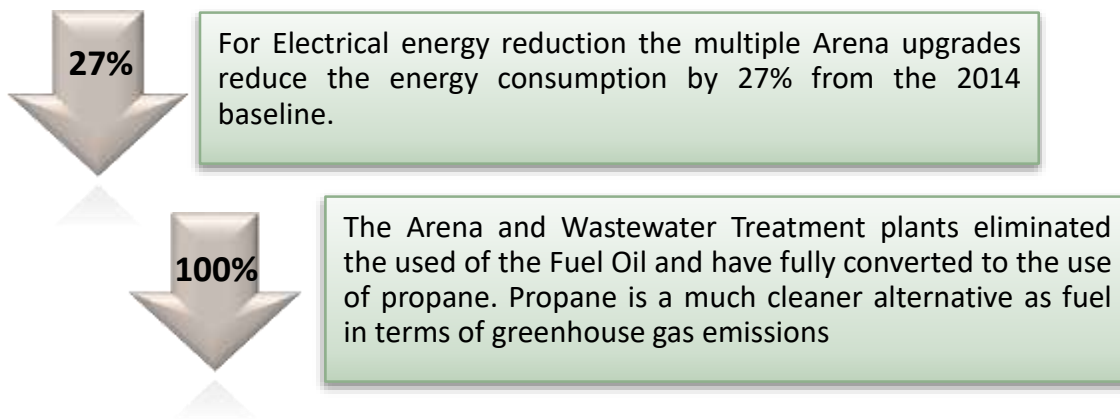 27%
For Electrical energy reduction the multiple Arena upgrades
reduce the energy consumption by 27% from the 2014
baseline.
100%
The Arena and Wastewater Treatment plants eliminated
the used of the Fuel Oil and have fully converted to the use
of propane. Propane is a much cleaner alternative as fuel
in terms of greenhouse gas emissions